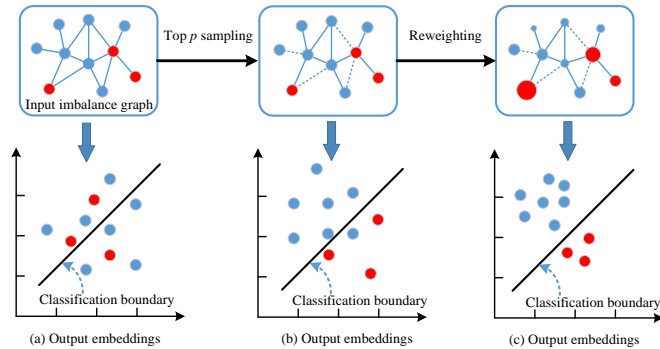 Top p sampling
Reweighting
Input imbalance graph
Classification boundary
Classification boundary
Classification boundary
(a) Output embeddings
(b) Output embeddings
(c) Output embeddings